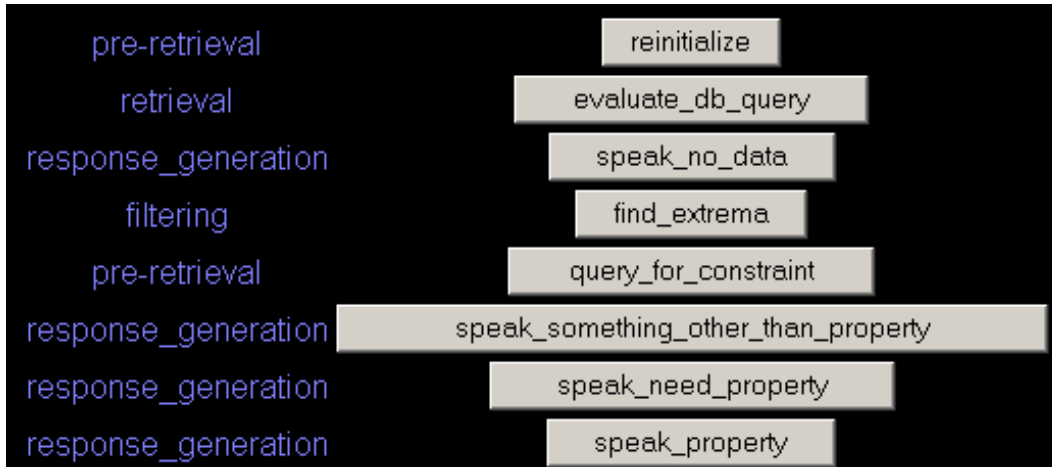 pre-retrieval reinitialize
retrieval evaluate_db_query
response_generation speak_no_data
filtering find_extrema
pre-retrieval query_for_constraint
response_generation speak_something_other_than_property
response_generation speak_need_property
response_generation speak_property